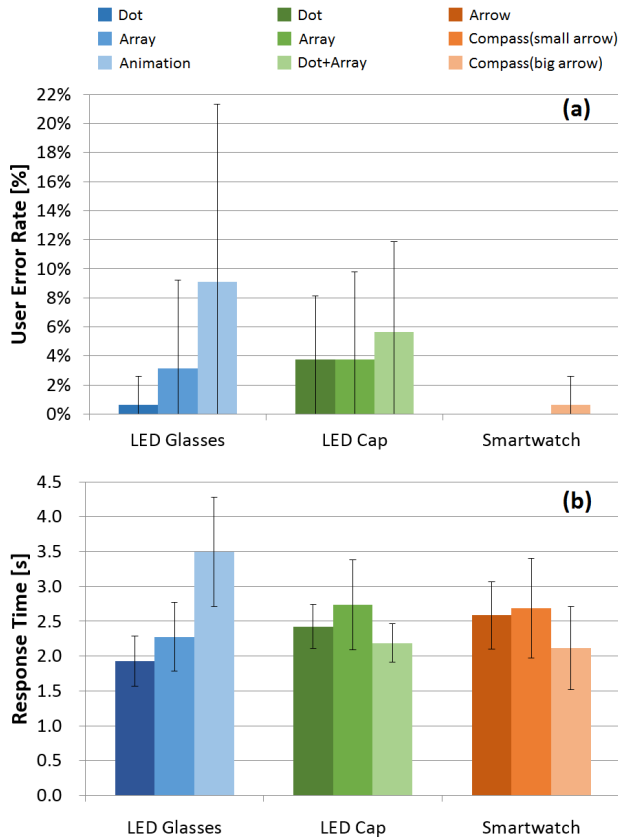 Dot Dot Arrow
Array Array Compass(small arrow)
Animation Dot+Array Compass(big arrow)
(a)
User Error Rate [%]
22%
20%
18%
16%
14%
12%
10%
8%
6%
4%
2%
0%
LED Glasses LED Cap Smartwatch
(b)
Response Time [s]
4.5
4.0
3.5
3.0
2.5
2.0
1.5
1.0
0.5
0.0
LED Glasses LED Cap Smartwatch